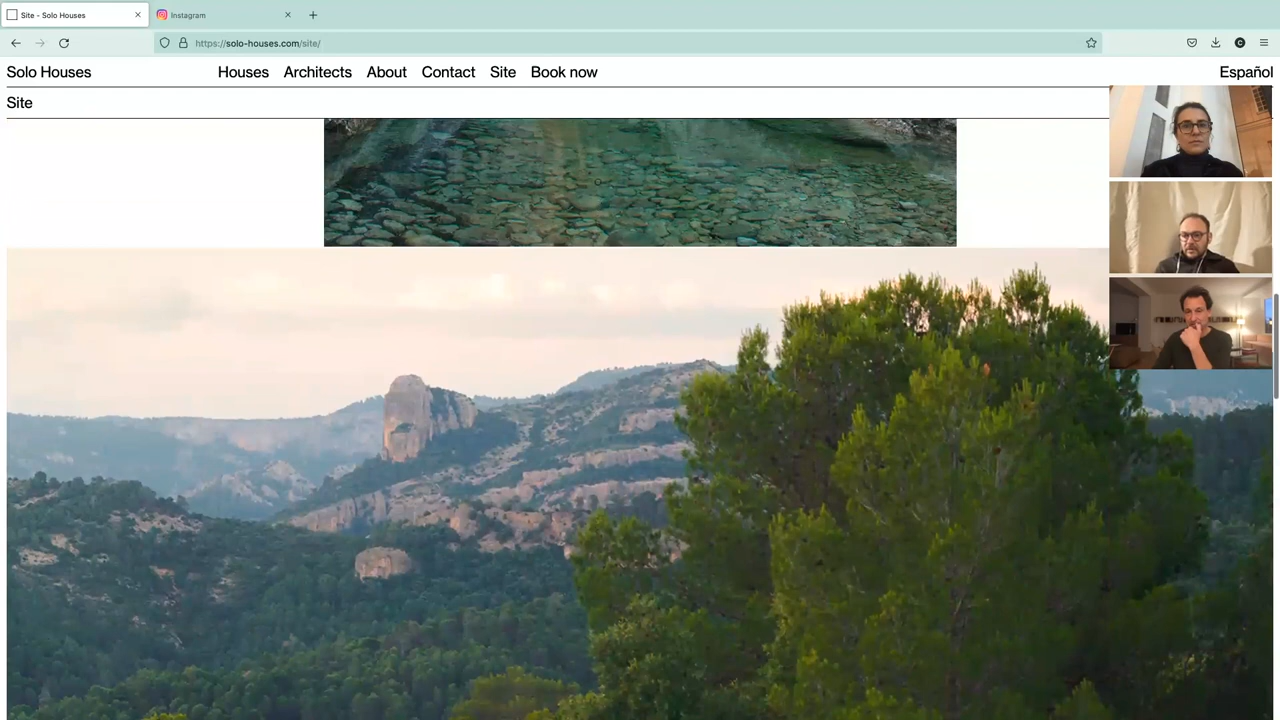 Site - Solo Houses
Instagram
https://solo-houses.com/site/
C
Solo Houses
Houses
Architects
About
Contact
Site
Book now
Español
Site